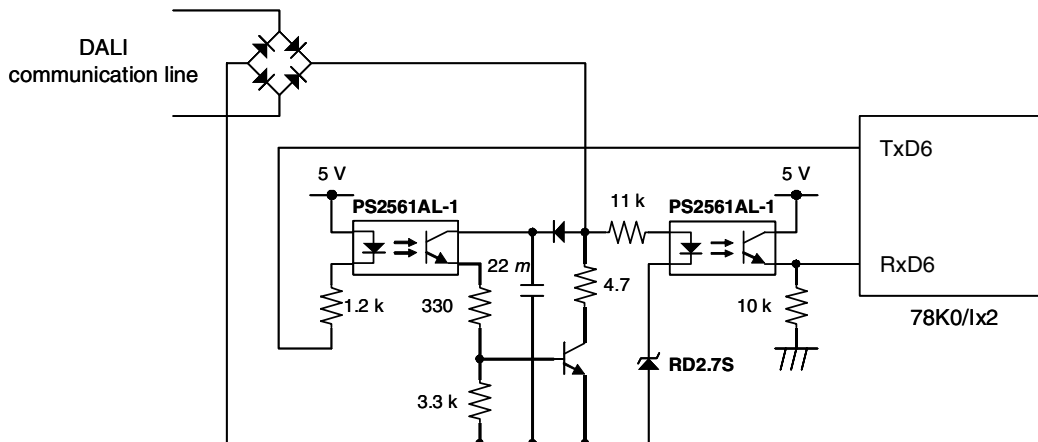 DALI
communication line
TxD6
5 V
5 V
PS2561AL-1
11 k
PS2561AL-1
RxD6
22 m
4.7
1.2 k
330
10 k
78K0/Ix2
RD2.7S
3.3 k